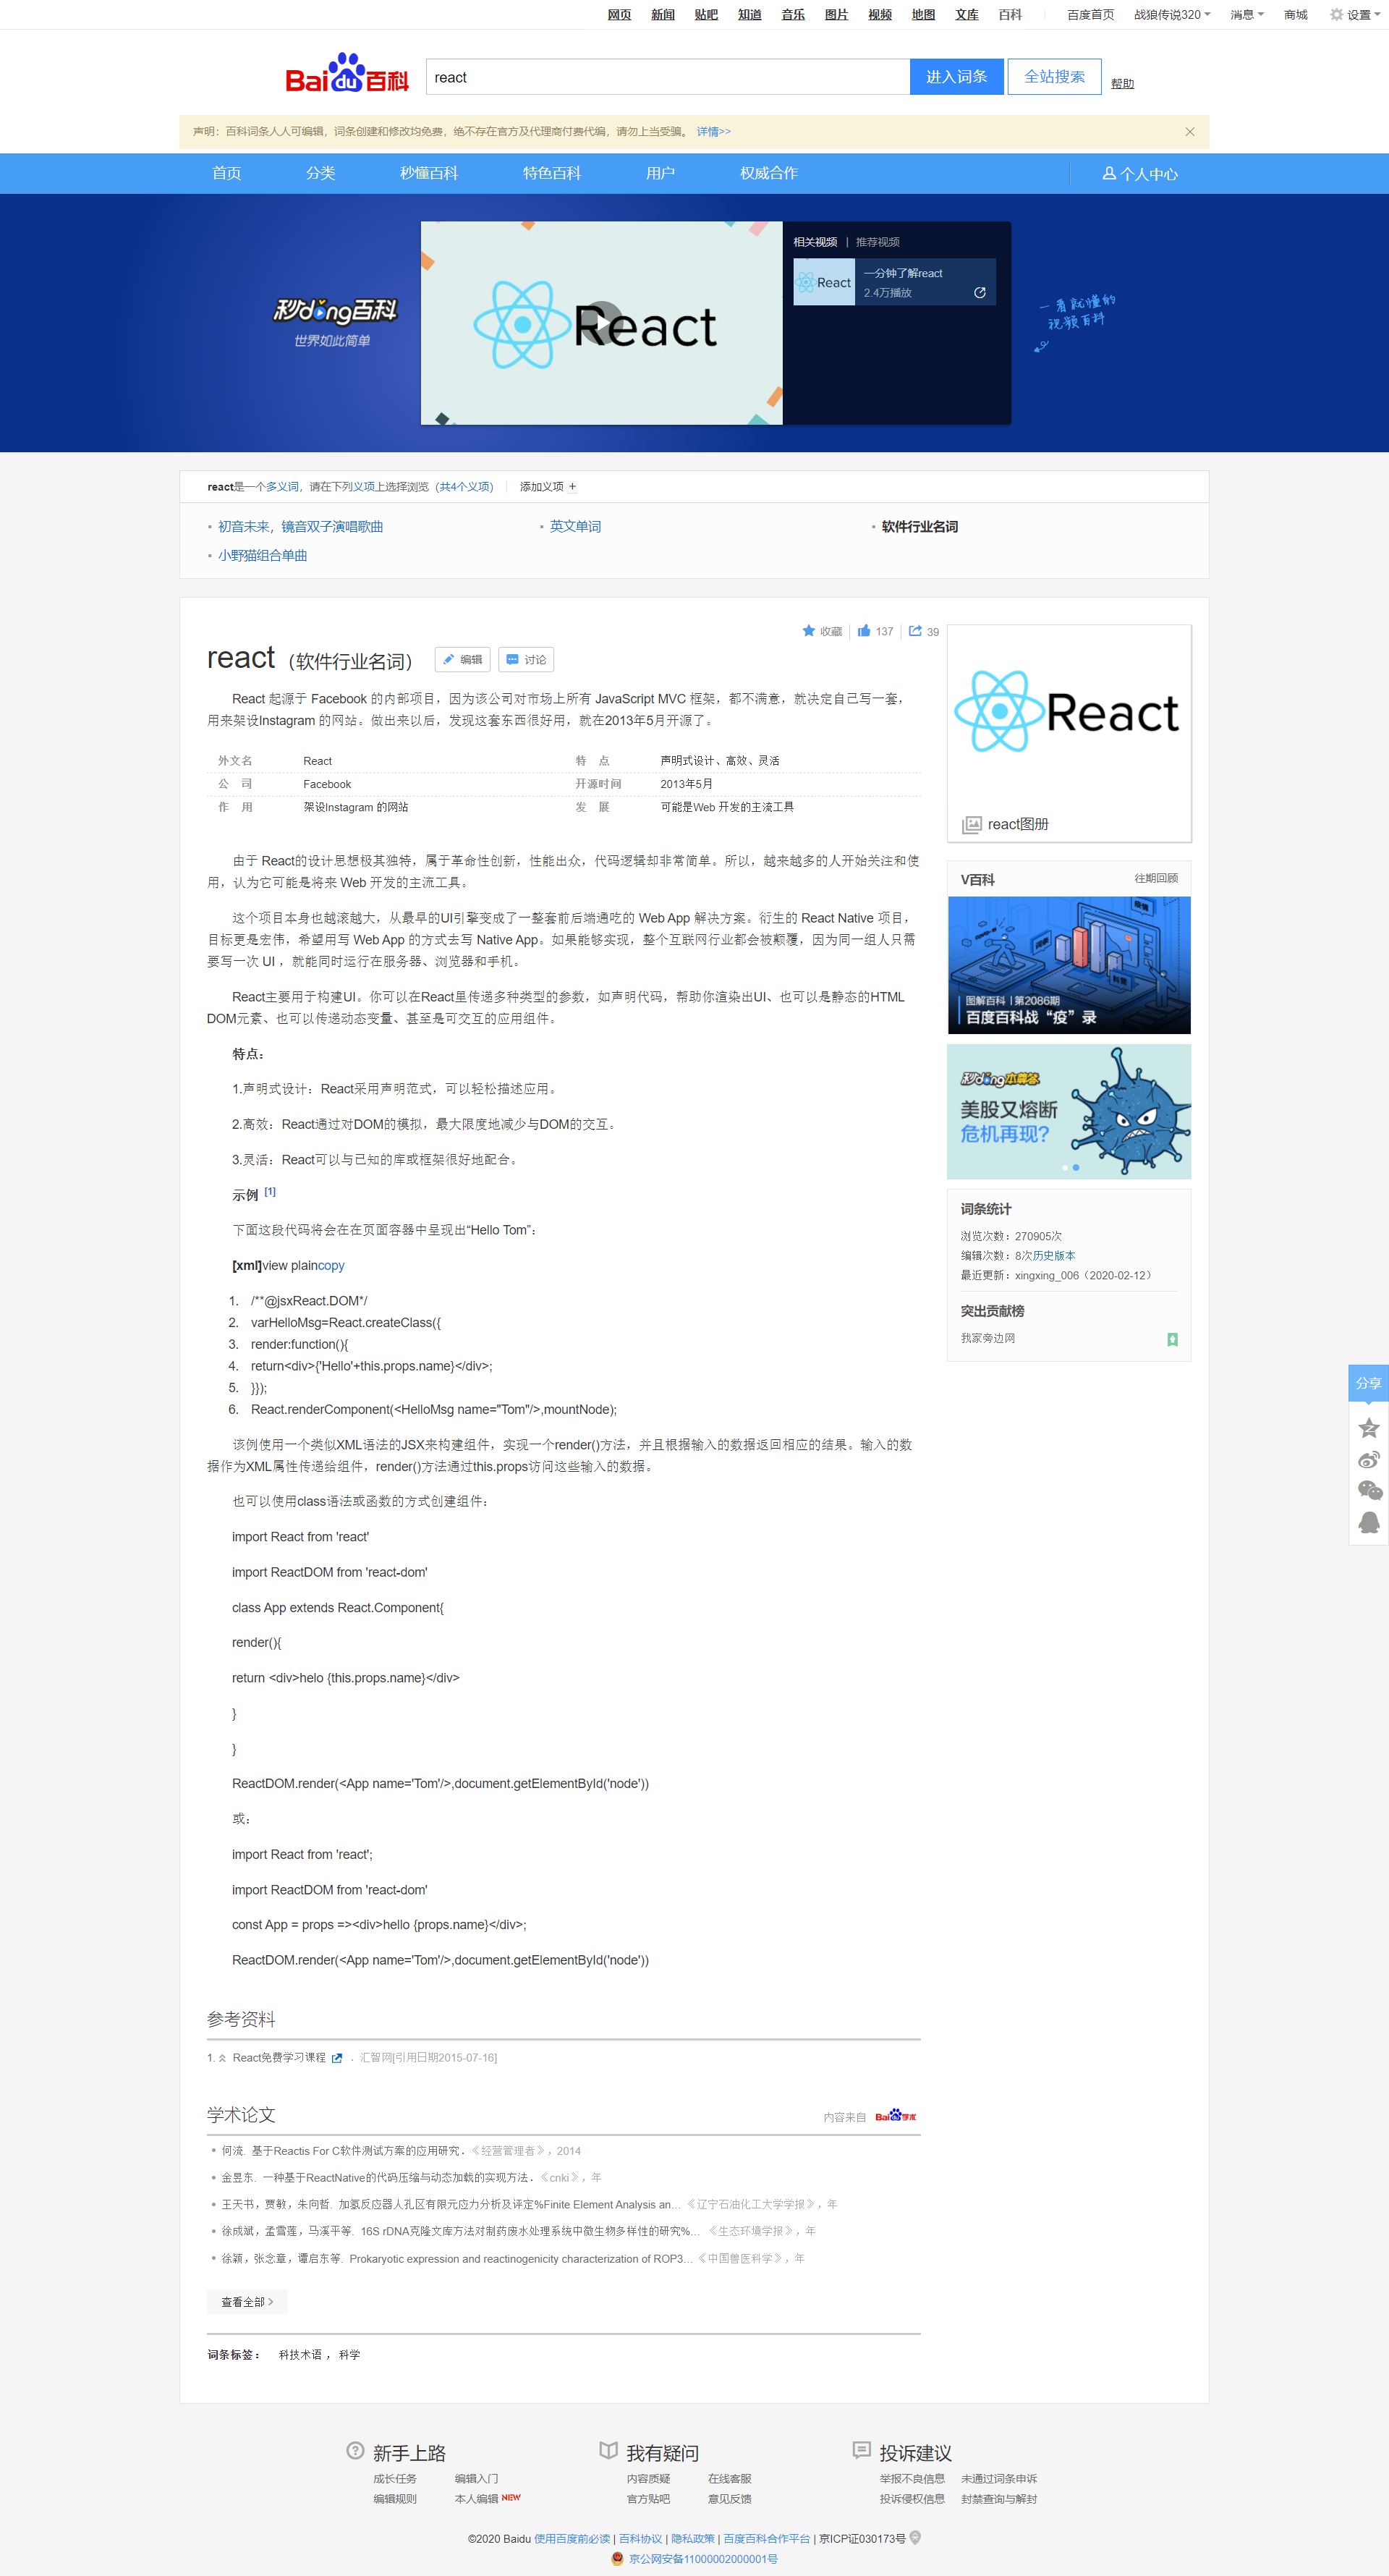 网页 新闻 贴吧 知道 音乐 图片 视频 地图 文库 百科 百度首页 战狼传说320 消息 商城 设置
Bai du 百科 react 进入词条 全站搜索 帮助
声明：百科词条人人可编辑，词条创建和修改均免费，绝不存在官方及代理商付费代编，请勿上当受骗。 详情>>
首页 分类 秒懂百科 特色百科 用户 权威合作 个人中心
秒dong百科
世界如此简单
React
相关视频 | 推荐视频
React
一分钟了解react
2.4万播放
一看就懂的
视频百科
react是一个多义词，请在下列义项上选择浏览（共4个义项） 添加义项 +
初音未来，镜音双子演唱歌曲 英文单词 软件行业名词
小野猫组合单曲
收藏 137 39
react （软件行业名词） 编辑 讨论
React 起源于 Facebook 的内部项目，因为该公司对市场上所有 JavaScript MVC 框架，都不满意，就决定自己写一套，
用来架设Instagram 的网站。做出来以后，发现这套东西很好用，就在2013年5月开源了。
外文名 React 特 点 声明式设计、高效、灵活
公 司 Facebook 开源时间 2013年5月
作 用 架设Instagram 的网站 发 展 可能是Web 开发的主流工具
由于 React的设计思想极其独特，属于革命性创新，性能出众，代码逻辑却非常简单。所以，越来越多的人开始关注和使
用，认为它可能是将来 Web 开发的主流工具。
这个项目本身也越滚越大，从最早的UI引擎变成了一整套前后端通吃的 Web App 解决方案。衍生的 React Native 项目，
目标更是宏伟，希望用写 Web App 的方式去写 Native App。如果能够实现，整个互联网行业都会被颠覆，因为同一组人只需
要写一次 UI ，就能同时运行在服务器、浏览器和手机。
React主要用于构建UI。你可以在React里传递多种类型的参数，如声明代码，帮助你渲染出UI、也可以是静态的HTML
DOM元素、也可以传递动态变量、甚至是可交互的应用组件。
特点：
1.声明式设计：React采用声明范式，可以轻松描述应用。
2.高效：React通过对DOM的模拟，最大限度地减少与DOM的交互。
3.灵活：React可以与已知的库或框架很好地配合。
示例 [1]
下面这段代码将会在在页面容器中呈现出“Hello Tom”：
[xml]view plaincopy
1. /**@jsxReact.DOM*/
2. varHelloMsg=React.createClass({
3. render:function(){
4. return<div>{'Hello'+this.props.name}</div>;
5. }});
6. React.renderComponent(<HelloMsg name="Tom"/>,mountNode);
该例使用一个类似XML语法的JSX来构建组件，实现一个render()方法，并且根据输入的数据返回相应的结果。输入的数
据作为XML属性传递给组件，render()方法通过this.props访问这些输入的数据。
也可以使用class语法或函数的方式创建组件：
import React from 'react'
import ReactDOM from 'react-dom'
class App extends React.Component{
render(){
return <div>helo {this.props.name}</div>
}
}
ReactDOM.render(<App name='Tom'/>,document.getElementById('node'))
或：
import React from 'react';
import ReactDOM from 'react-dom'
const App = props =><div>hello {props.name}</div>;
ReactDOM.render(<App name='Tom'/>,document.getElementById('node'))
参考资料
1. React免费学习课程 ．汇智网[引用日期2015-07-16]
学术论文 内容来自 Bai du 学术
何流. 基于Reactis For C软件测试方案的应用研究．《经营管理者》，2014
金昱东. 一种基于ReactNative的代码压缩与动态加载的实现方法．《cnki》，年
王天书，贾敏，朱向哲. 加氢反应器人孔区有限元应力分析及评定%Finite Element Analysis an... 《辽宁石油化工大学学报》，年
徐成斌，孟雪莲，马溪平等. 16S rDNA克隆文库方法对制药废水处理系统中微生物多样性的研究%... 《生态环境学报》，年
徐颖，张念章，谭启东等. Prokaryotic expression and reactinogenicity characterization of ROP3... 《中国兽医科学》，年
查看全部 >
词条标签： 科技术语 ， 科学
React
react图册
V百科 往期回顾
疫情
词条
百科
图解百科 | 第2086期
百度百科战“疫”录
秒dong本尊答
美股又熔断
危机再现?
词条统计
浏览次数：270905次
编辑次数：8次历史版本
最近更新：xingxing_006（2020-02-12）
突出贡献榜
我家旁边网
分享
新手上路 我有疑问 投诉建议
成长任务 编辑入门 内容质疑 在线客服 举报不良信息 未通过词条申诉
编辑规则 本人编辑 NEW 官方贴吧 意见反馈 投诉侵权信息 封禁查询与解封
©2020 Baidu 使用百度前必读 | 百科协议 | 隐私政策 | 百度百科合作平台 | 京ICP证030173号
京公网安备11000002000001号